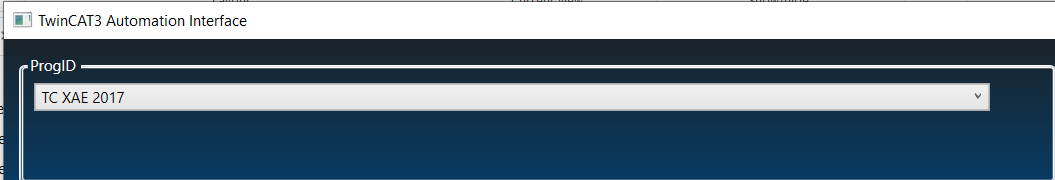 TwinCAT3 Automation Interface
ProgID
TC XAE 2017